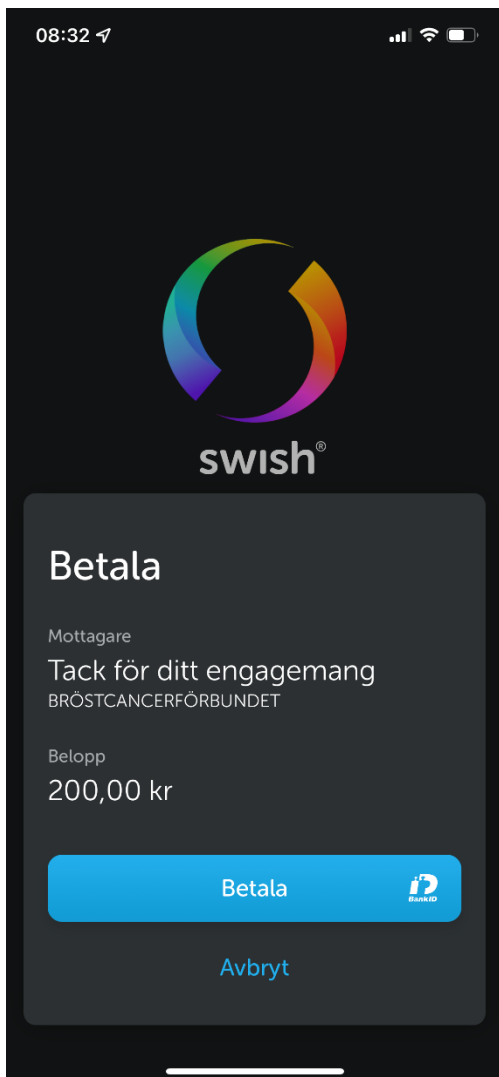 08:32
swish®
Betala
Mottagare
Tack för ditt engagemang
BRÖSTCANCERFÖRBUNDET
Belopp
200,00 kr
Betala
BankID
Avbryt